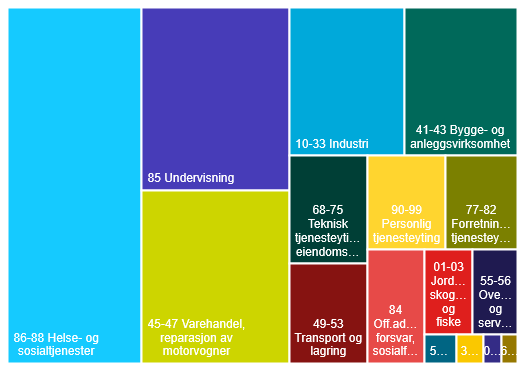 86-88 Helse- og
sosialtjenester
85 Undervisning
45-47 Varehandel,
reparasjon av
motorvogner
10-33 Industri
41-43 Bygge- og
anleggsvirksomhet
68-75
Teknisk
tjenesteyti...
eiendoms...
90-99
Personlig
tjenesteyting
77-82
Forretnin...
tjenestey...
49-53
Transport og
lagring
84
Off.ad...
forsvar,
sosialf...
01-03
Jord...
skog...
og
fiske
55-56
Ove...
og
serv...
5...
3...
0...
6...